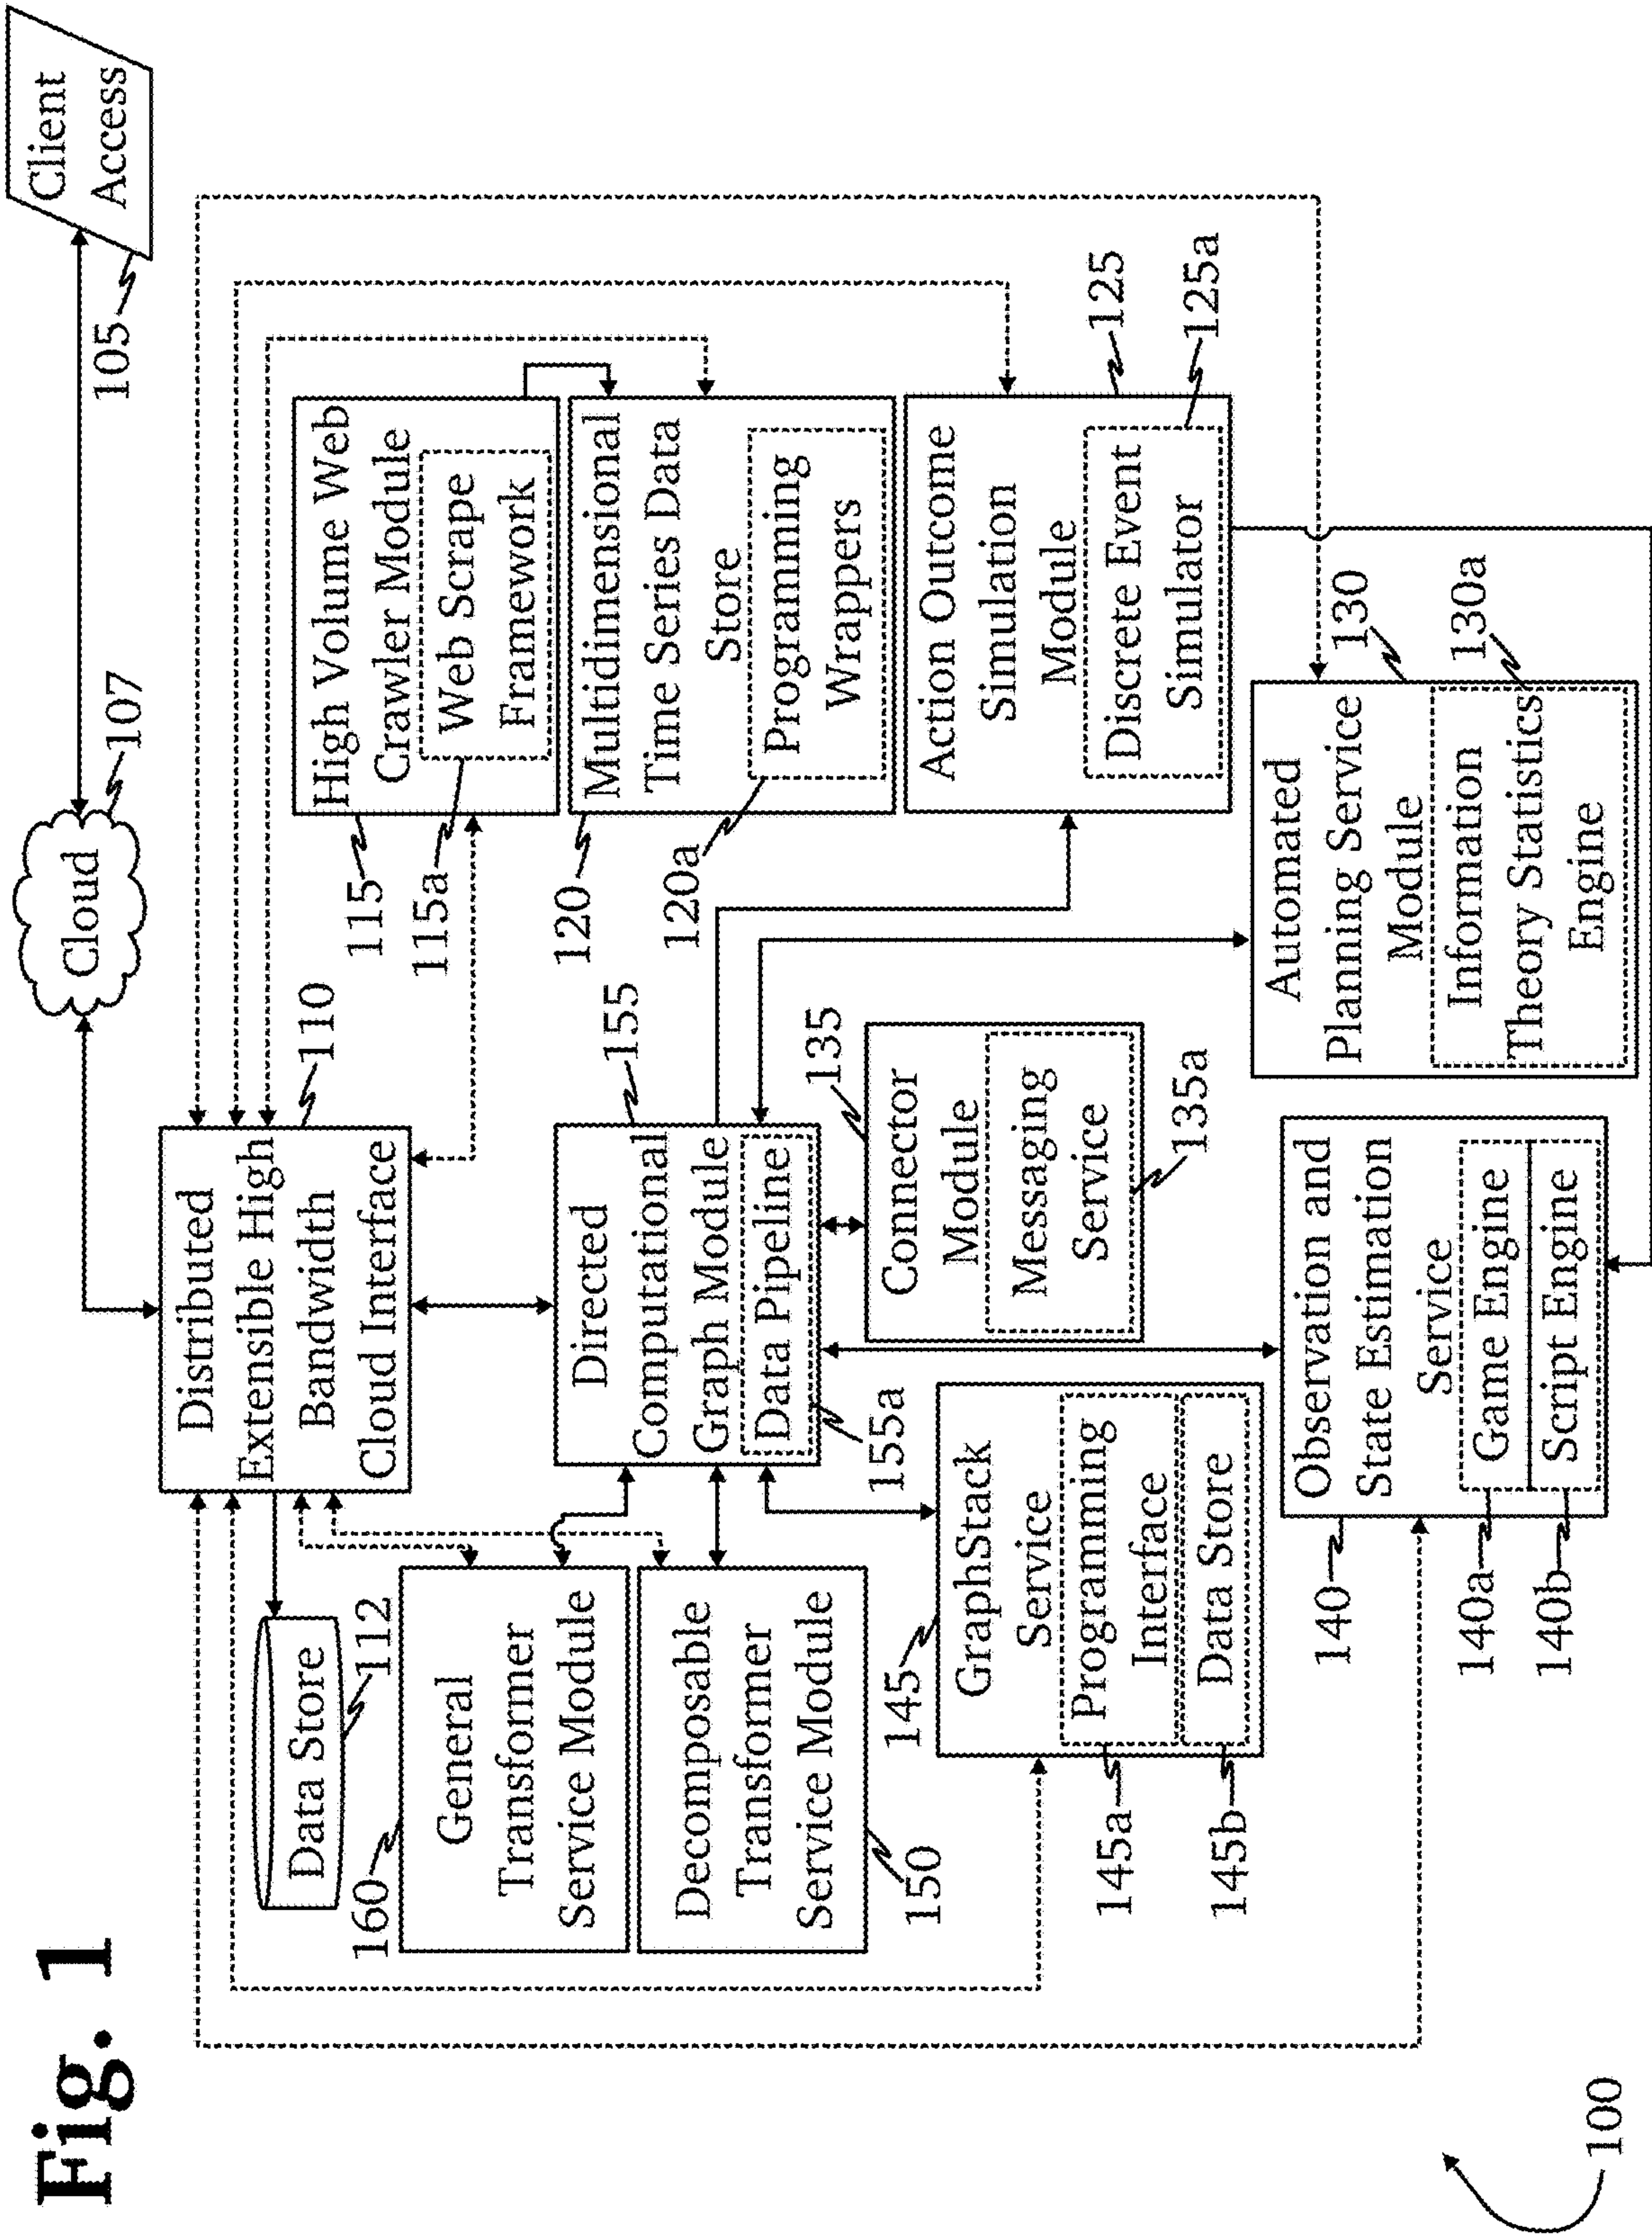 Fig. 1
Client
Access
105
Cloud
107
Distributed
Extensible High
Bandwidth
Cloud Interface
110
Data Store
112
High Volume Web
Crawler Module
Web Scrape
Framework
115
115a
Multidimensional
Time Series Data
Store
Programming
Wrappers
120
120a
Action Outcome
Simulation
Module
Discrete Event
Simulator
125
125a
Automated
Planning Service
Module
Information
Theory Statistics
Engine
130
130a
Directed
Computational
Graph Module
Data Pipeline
155
155a
Connector
Module
Messaging
Service
135
135a
General
Transformer
Service Module
160
Decomposable
Transformer
Service Module
150
GraphStack
Service
Programming
Interface
Data Store
145
145a
145b
Observation and
State Estimation
Service
Game Engine
Script Engine
140
140a
140b
100